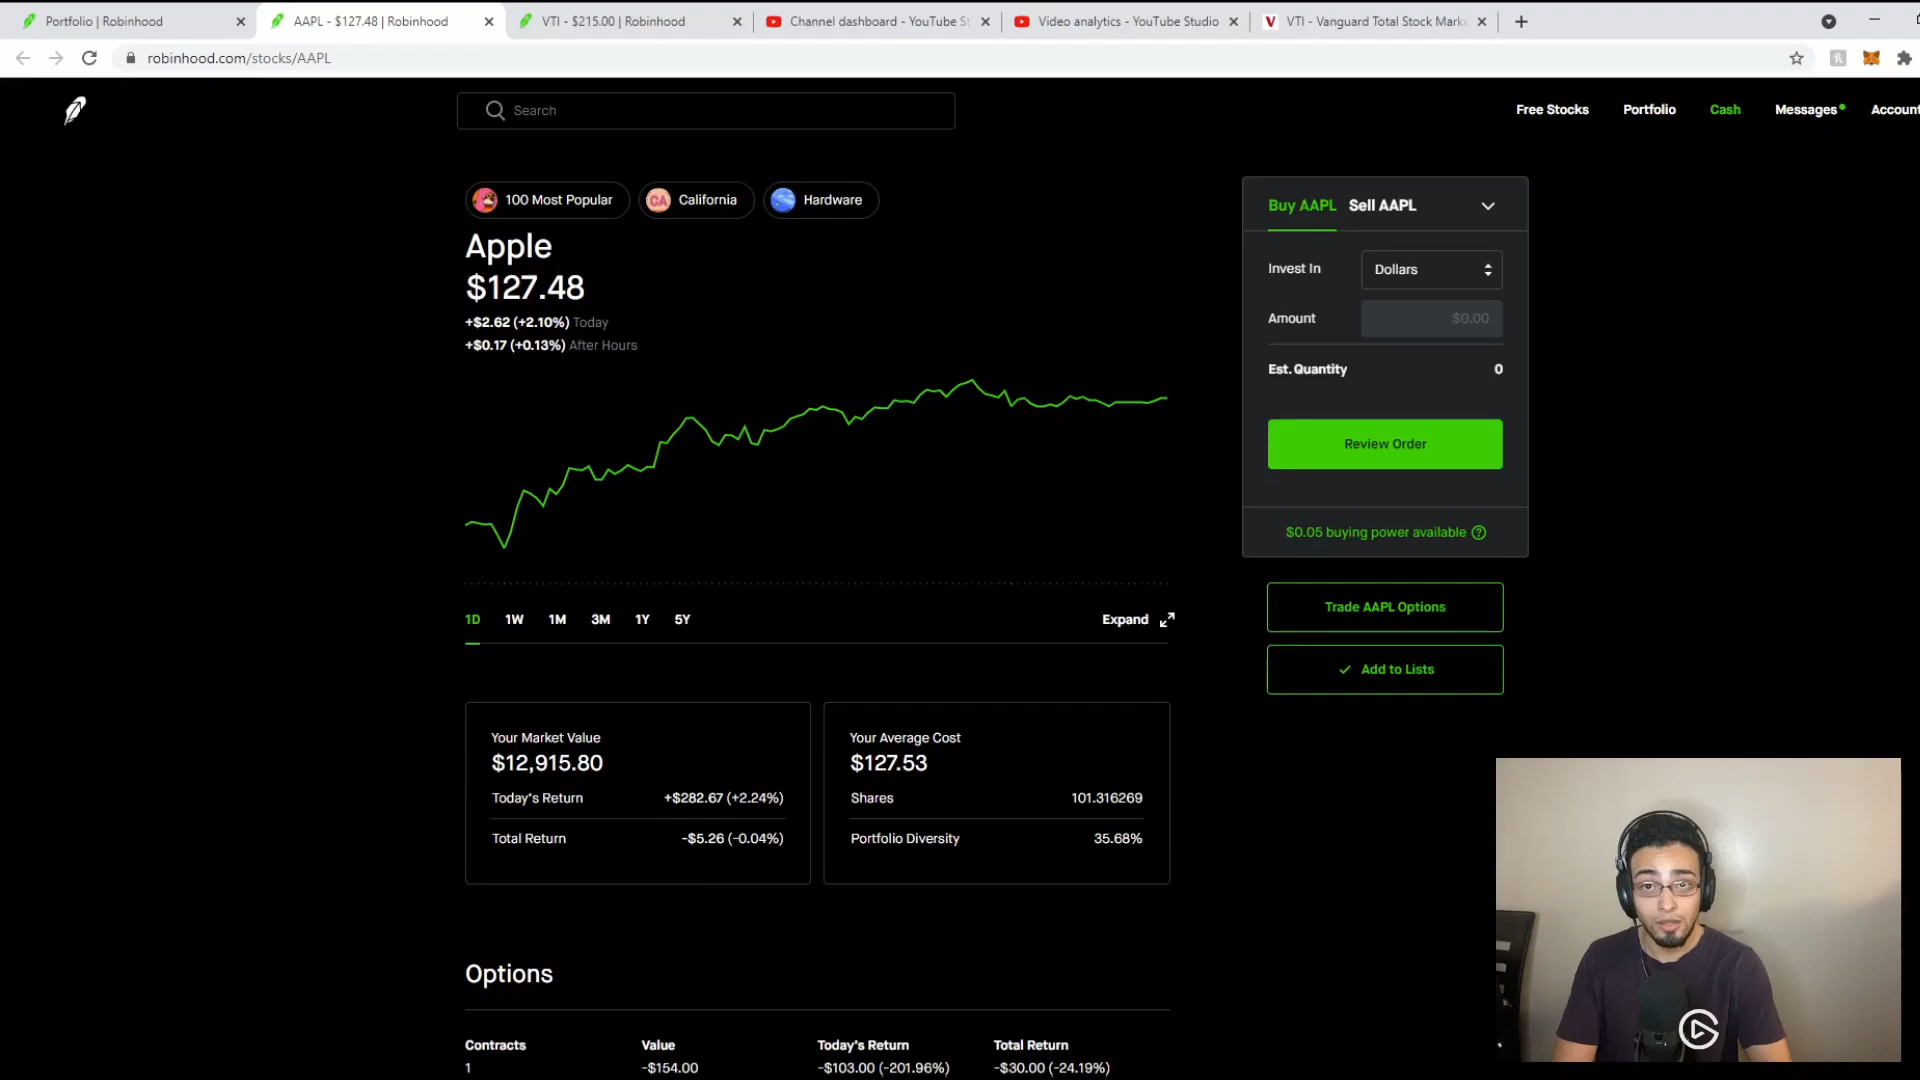 Portfolio | Robinhood
AAPL - $127.48 | Robinhood
VTI - $215.00 | Robinhood
Channel dashboard - YouTube St
Video analytics - YouTube Studio
VTI - Vanguard Total Stock Mark
robinhood.com/stocks/AAPL
Search
Free Stocks
Portfolio
Cash
Messages
Account
100 Most Popular
CA
California
Hardware
Apple
$127.48
+$2.62 (+2.10%) Today
+$0.17 (+0.13%) After Hours
Buy AAPL
Sell AAPL
Invest In
Dollars
Amount
$0.00
Est. Quantity
0
Review Order
$0.05 buying power available
Trade AAPL Options
Add to Lists
1D
1W
1M
3M
1Y
5Y
Expand
Your Market Value
$12,915.80
Today's Return
+$282.67 (+2.24%)
Total Return
-$5.26 (-0.04%)
Your Average Cost
$127.53
Shares
101.316269
Portfolio Diversity
35.68%
Options
Contracts
Value
Today's Return
Total Return
1
-$154.00
-$103.00 (-201.96%)
-$30.00 (-24.19%)